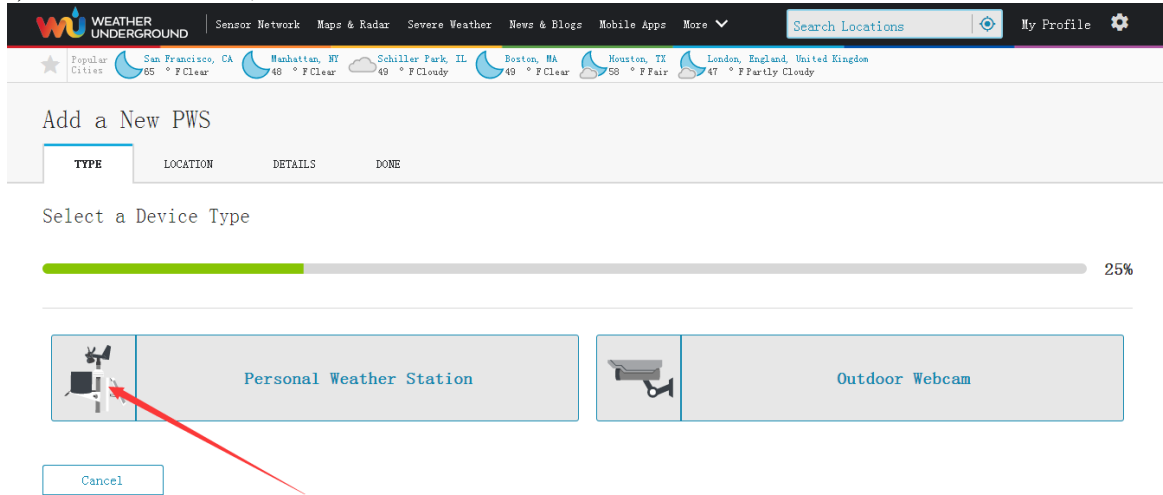 WEATHER
UNDERGROUND
Sensor Network Maps & Radar Severe Weather News & Blogs Mobile Apps More Search Locations My Profile
Popular
Cities
San Francisco, CA
65 ° F Clear
Manhattan, NY
48 ° F Clear
Schiller Park, IL
49 ° F Cloudy
Boston, MA
49 ° F Clear
Houston, TX
58 ° F Fair
London, England, United Kingdom
47 ° F Partly Cloudy
Add a New PWS
TYPE LOCATION DETAILS DONE
Select a Device Type
25%
Personal Weather Station Outdoor Webcam
Cancel